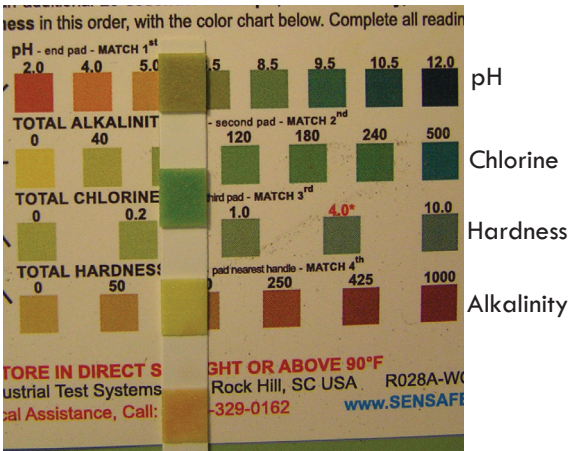 ness in this order, with the color chart below. Complete all readin
pH - end pad - MATCH 1st
2.0 4.0 5.0 .5 8.5 9.5 10.5 12.0 pH
TOTAL ALKALINIT - second pad - MATCH 2nd
0 40 120 180 240 500 Chlorine
TOTAL CHLORINE third pad - MATCH 3rd
0 0.2 1.0 4.0* 10.0 Hardness
TOTAL HARDNESS pad nearest handle - MATCH 4th
0 50 0 250 425 1000 Alkalinity
TORE IN DIRECT S GHT OR ABOVE 90°F
ustrial Test Systems Rock Hill, SC USA R028A-WC
cal Assistance, Call: -329-0162 www.SENSAFE